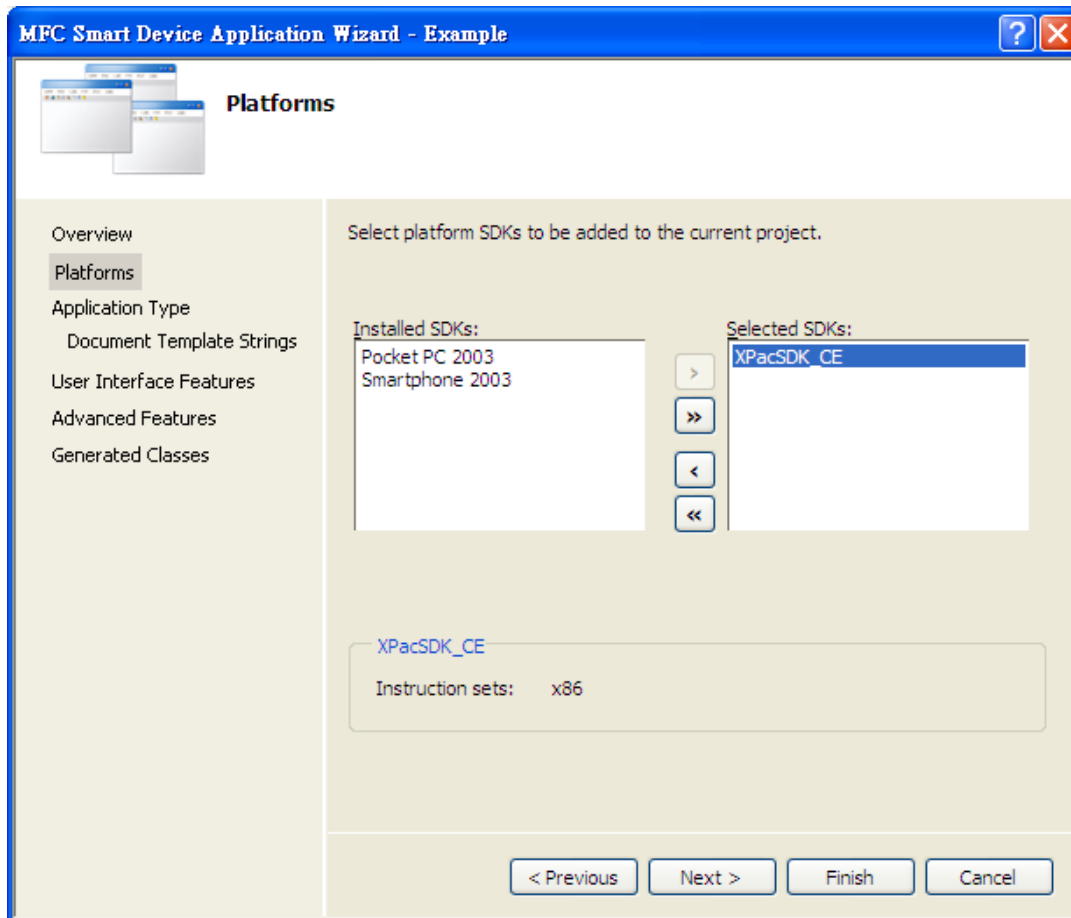 MFC Smart Device Application Wizard - Example
Platforms
Overview
Platforms
Application Type
Document Template Strings
User Interface Features
Advanced Features
Generated Classes
Select platform SDKs to be added to the current project.
Installed SDKs:
Pocket PC 2003
Smartphone 2003
>
»
<
«
Selected SDKs:
XPacSDK_CE
XPacSDK_CE
Instruction sets: x86
< Previous
Next >
Finish
Cancel